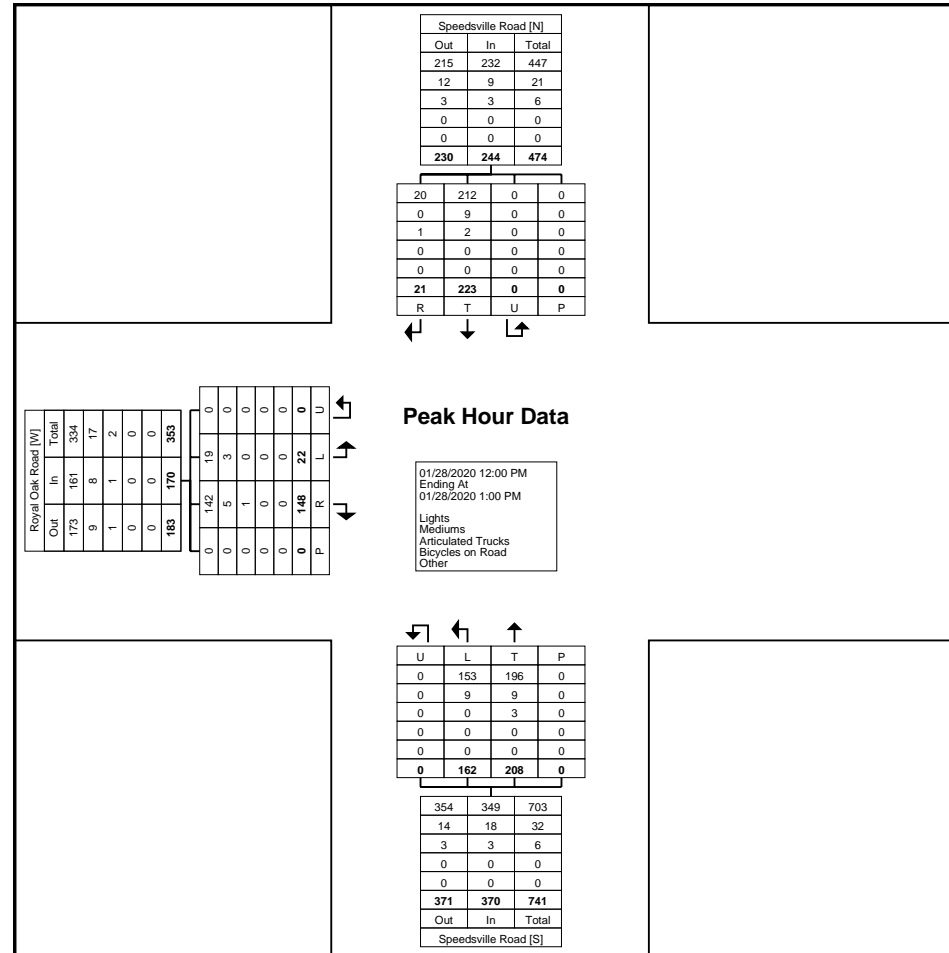 Speedsville Road [N]
Out In Total
215 232 447
12 9 21
3 3 6
0 0 0
0 0 0
230 244 474
20 212 0 0
0 9 0 0
1 2 0 0
0 0 0 0
0 0 0 0
21 223 0 0
R T U P
Royal Oak Road [W]
Out In Total
173 161 334
9 8 17
1 1 2
0 0 0
0 0 0
183 170 353
0 142 19 0
0 5 3 0
0 1 0 0
0 0 0 0
0 0 0 0
0 148 22 0
P R L U
Peak Hour Data
01/28/2020 12:00 PM
Ending At
01/28/2020 1:00 PM
Lights
Mediums
Articulated Trucks
Bicycles on Road
Other
U L T P
0 153 196 0
0 9 9 0
0 0 3 0
0 0 0 0
0 0 0 0
0 162 208 0
354 349 703
14 18 32
3 3 6
0 0 0
0 0 0
371 370 741
Out In Total
Speedsville Road [S]